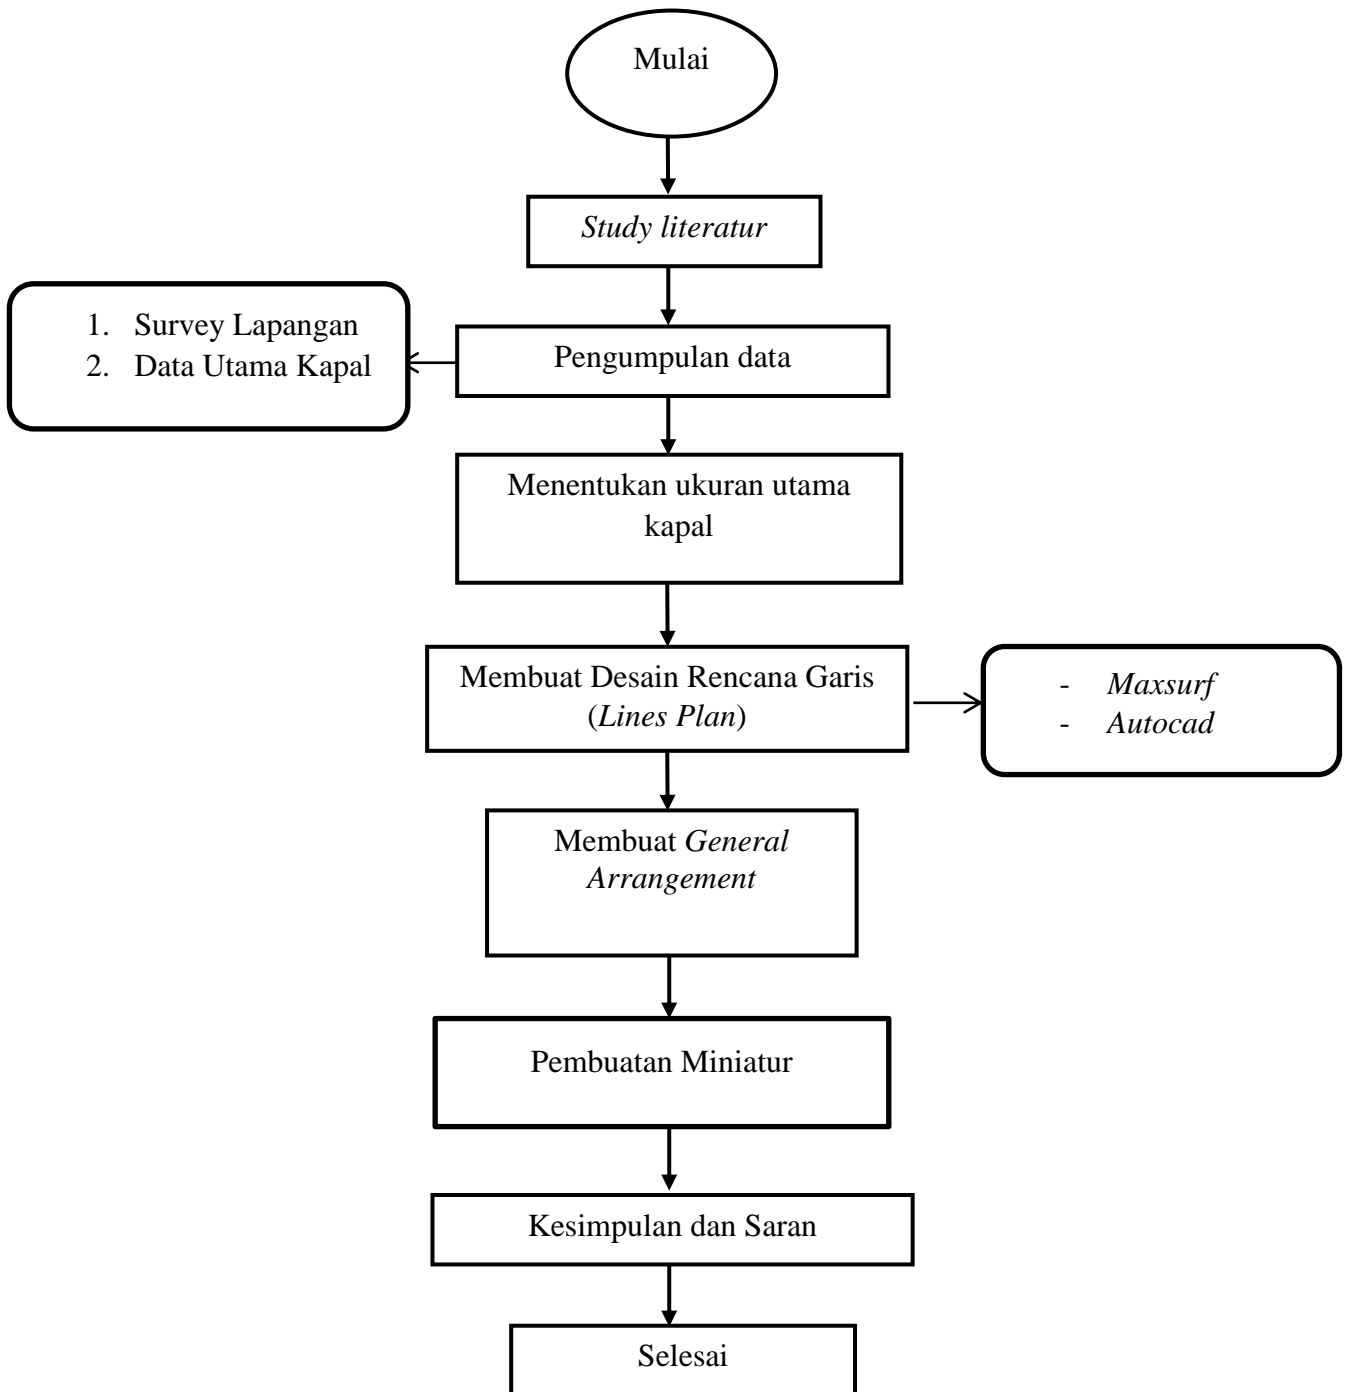 Mulai
Study literatur
1. Survey Lapangan
2. Data Utama Kapal
Pengumpulan data
Menentukan ukuran utama
kapal
Membuat Desain Rencana Garis
(Lines Plan)
- Maxsurf
- Autocad
Membuat General
Arrangement
Pembuatan Miniatur
Kesimpulan dan Saran
Selesai